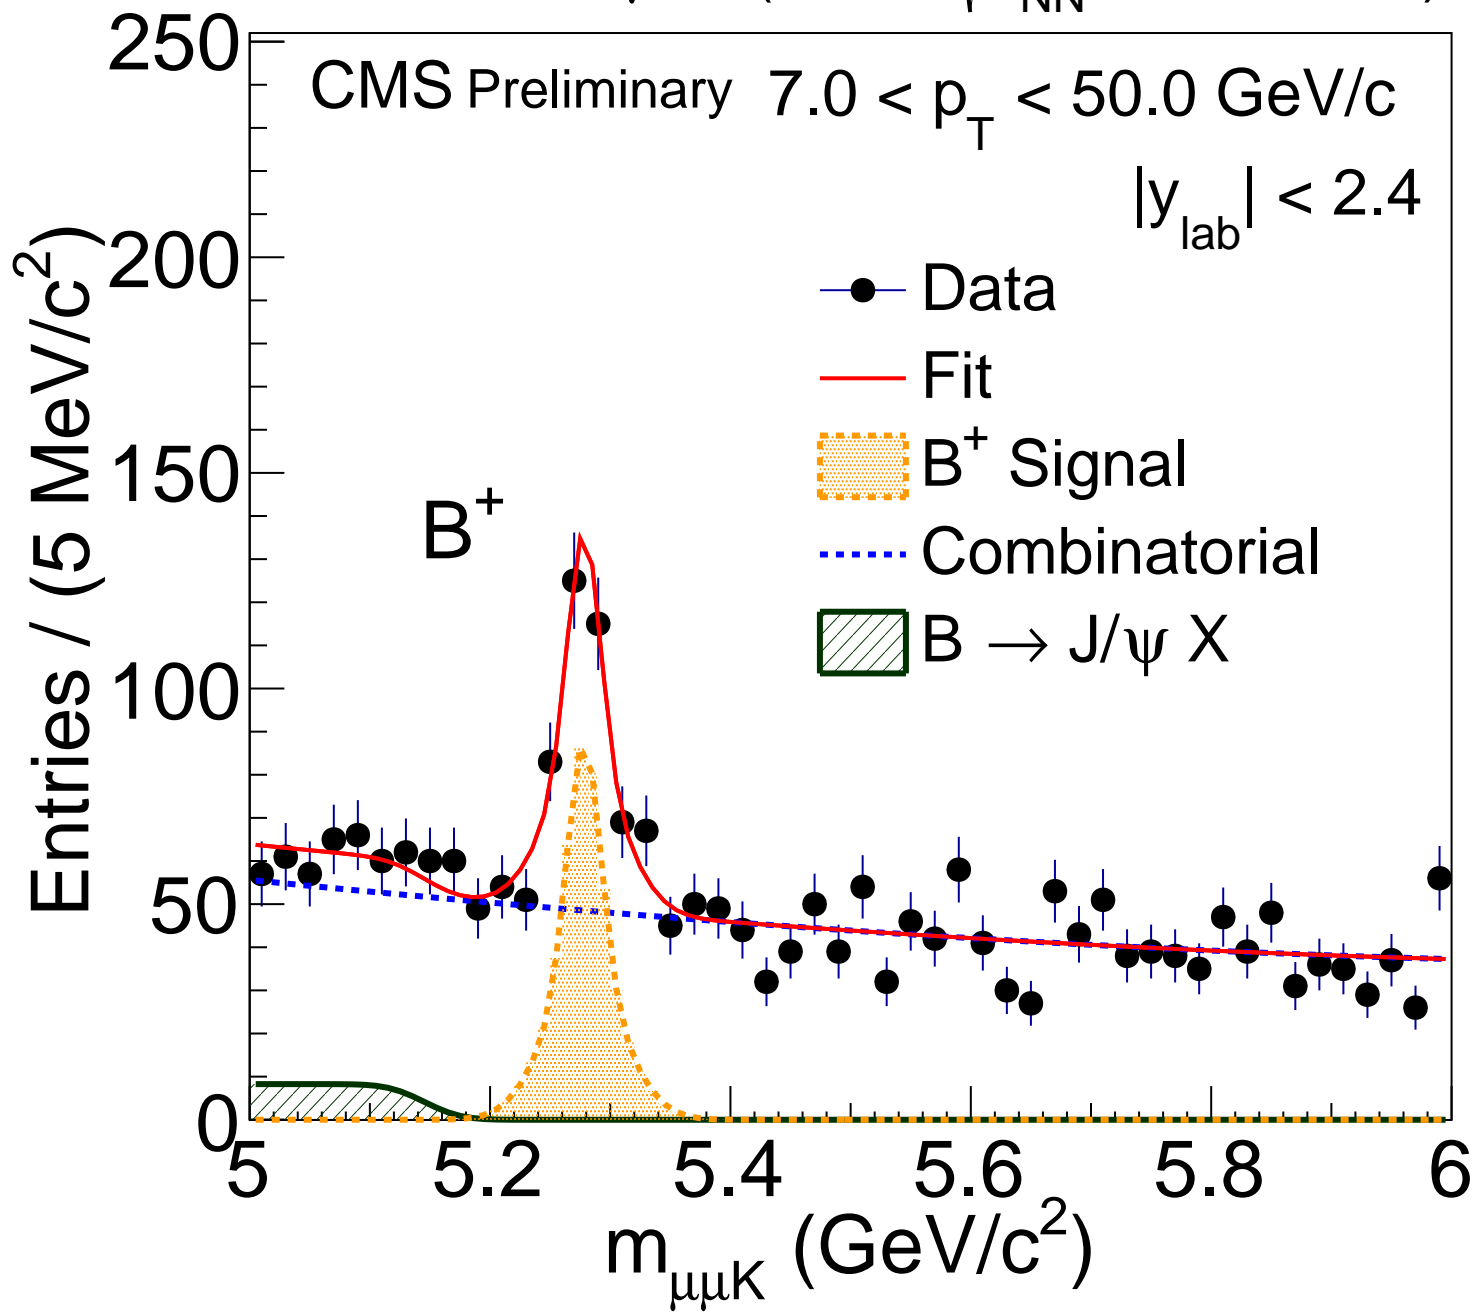 CMS Preliminary 7.0 < p_T < 50.0 GeV/c
|y_lab| < 2.4
Data
Fit
B⁺ Signal
Combinatorial
B → J/ψ X
B⁺
Entries / (5 MeV/c²)
250
200
150
100
50
0
5 5.2 5.4 5.6 5.8 6
m_μμK (GeV/c²)